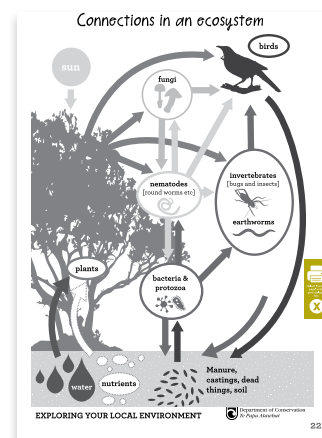 Connections in an ecosystem
sun
birds
fungi
nematodes
[round worms etc]
invertebrates
[bugs and insects]
earthworms
plants
bacteria &
protozoa
water
nutrients
Manure,
castings, dead
things, soil
EXPLORING YOUR LOCAL ENVIRONMENT
Department of Conservation
Te Papa Atawhai
22